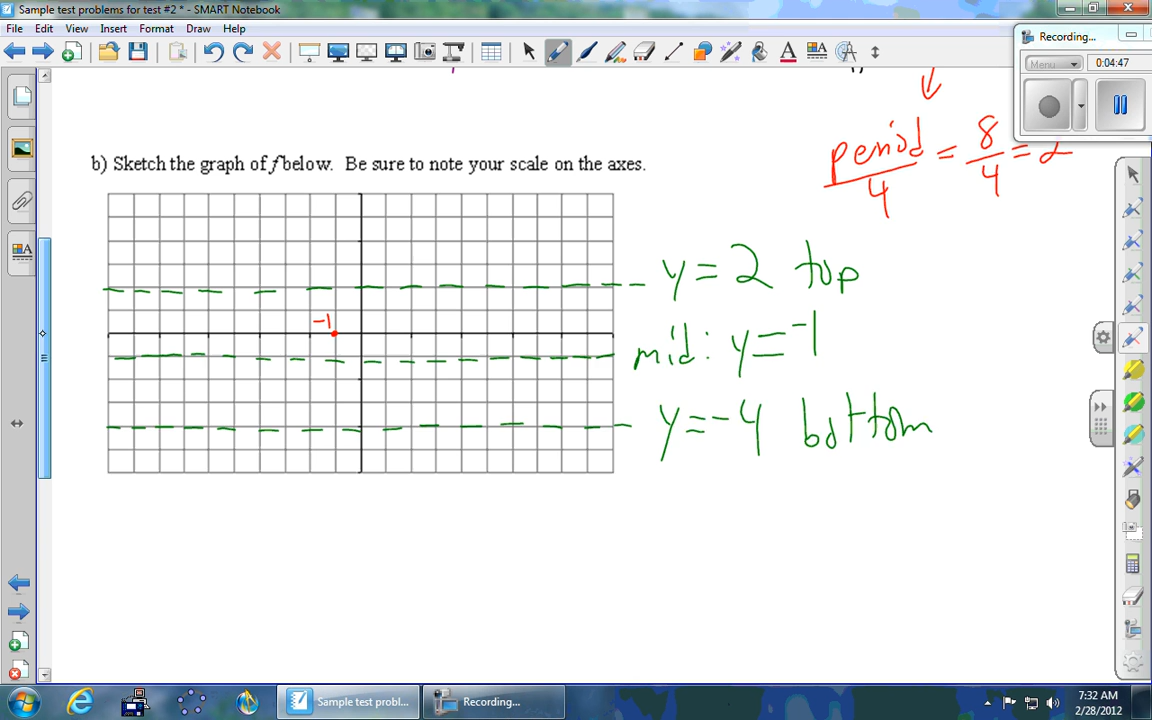 Sample test problems for test #2 * - SMART Notebook
File Edit View Insert Format Draw Help
Recording...
Menu
0:04:47
period/4 = 8/4 = 2
b) Sketch the graph of f below. Be sure to note your scale on the axes.
y = 2 top
-1
mid: y = -1
y = -4 bottom
Sample test probl...
Recording...
7:32 AM
2/28/2012